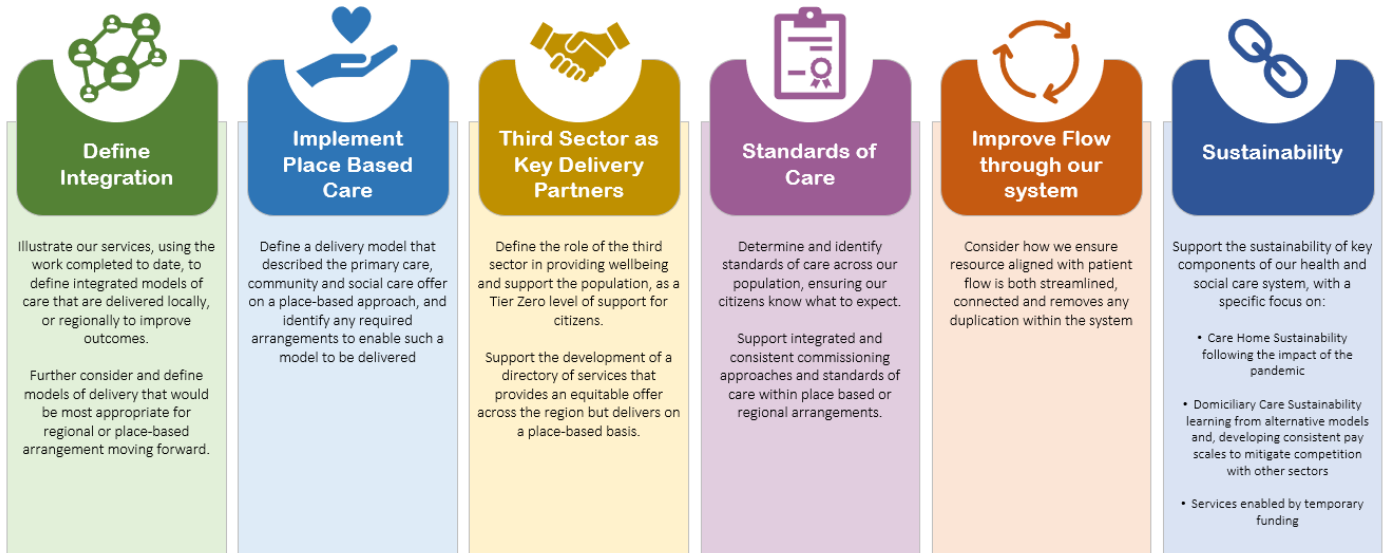 Define
Integration
Illustrate our services, using the
work completed to date, to
define integrated models of
care that are delivered locally,
or regionally to improve
outcomes.
Further consider and define
models of delivery that would
be most appropriate for
regional or place-based
arrangement moving forward.
Implement
Place Based
Care
Define a delivery model that
described the primary care,
community and social care offer
on a place-based approach, and
identify any required
arrangements to enable such a
model to be delivered
Third Sector as
Key Delivery
Partners
Define the role of the third
sector in providing wellbeing
and support the population, as a
Tier Zero level of support for
citizens.
Support the development of a
directory of services that
provides an equitable offer
across the region but delivers on
a place-based basis.
Standards of
Care
Determine and identify
standards of care across our
population, ensuring our
citizens know what to expect.
Support integrated and
consistent commissioning
approaches and standards of
care within place based or
regional arrangements.
Improve Flow
through our
system
Consider how we ensure
resource aligned with patient
flow is both streamlined,
connected and removes any
duplication within the system
Sustainability
Support the sustainability of key
components of our health and
social care system, with a
specific focus on:
• Care Home Sustainability
following the impact of the
pandemic
• Domiciliary Care Sustainability
learning from alternative models
and, developing consistent pay
scales to mitigate competition
with other sectors
• Services enabled by temporary
funding